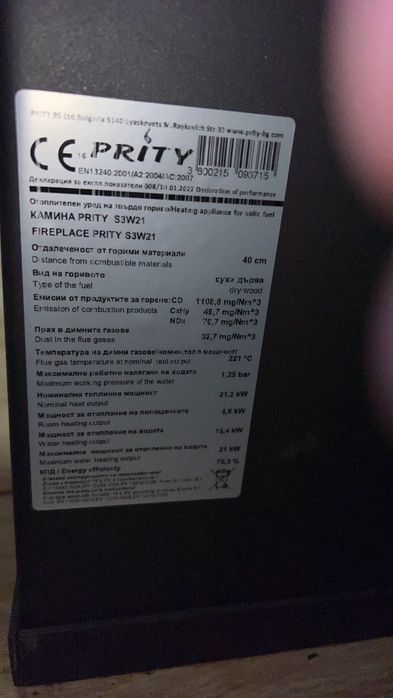 PRITY 95 Ltd.Bulgaria 5140 Lyaskovets M.Raykovich Str.33 www.prity-bg.com
CE 16 PRITY
3 800215 093715
EN13240:2001/A2:2004/AC:2007
Декларация за експл.показатели 008/10.01.2022 Declaration of performance
Отоплителен уред на твърдо гориво/Heating appliance for solid fuel
КАМИНА PRITY S3W21
FIREPLACE PRITY S3W21
Отдалеченост от горими материали 40 cm
Distance from combustible materials
Вид на горивото сухи дърва
Type of the fuel dry wood
Емисии от продуктите за горене: CO 1108,8 mg/Nm^3
Emission of combustion products CxHy 49,7 mg/Nm^3
NOx 70,7 mg/Nm^3
Прах в димните газове 32,7 mg/Nm^3
Dust in the flue gases
Температура на димни газове/номин.топл мощност/
Flue gas temperature at nominal heat output 221 °C
Максимално работно налягане на водата 1,25 bar
Maximum working pressure of the water
Номинална топлинна мощност 21,2 kW
Nominal heat output
Мощност за отопление на помещенията 4,8 kW
Room heating output
Мощност за отопление на водата 16,4 kW
Water heating output
Максимална мощност за отопление на водата 21 kW
Maximum water heating output
КПД / Energy efficiency 78,3 %